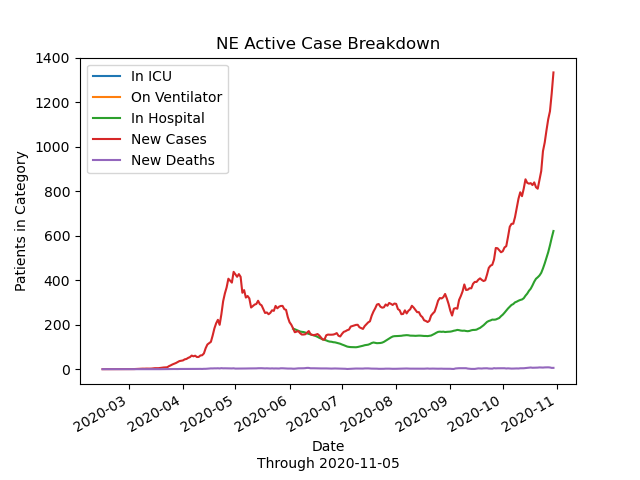 NE Active Case Breakdown
In ICU
On Ventilator
In Hospital
New Cases
New Deaths
Patients in Category
1400
1200
1000
800
600
400
200
0
2020-03
2020-04
2020-05
2020-06
2020-07
2020-08
2020-09
2020-10
2020-11
Date
Through 2020-11-05